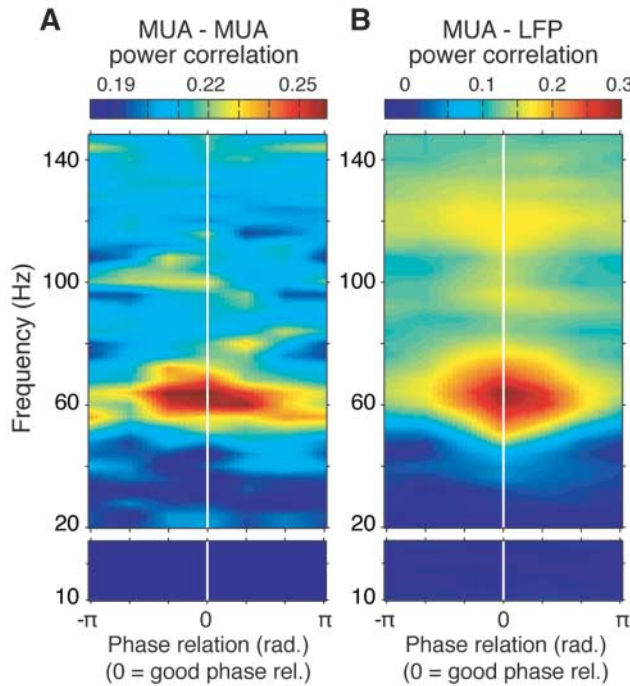 A
MUA - MUA
power correlation
0.19 0.22 0.25
B
MUA - LFP
power correlation
0 0.1 0.2 0.3
Frequency (Hz)
140
100
60
20
10
-π 0 π
Phase relation (rad.)
(0 = good phase rel.)
140
100
60
20
10
-π 0 π
Phase relation (rad.)
(0 = good phase rel.)